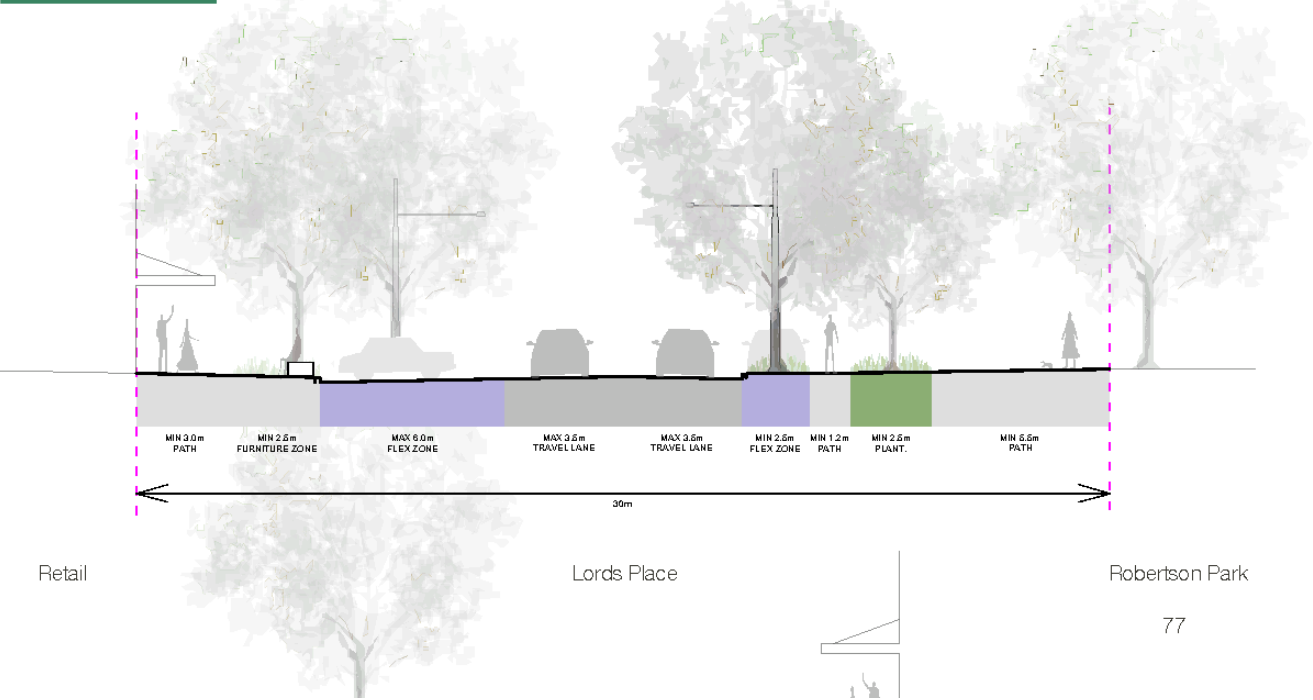 MIN 3.0m
PATH
MIN 2.5m
FURNITURE ZONE
MAX 6.0m
FLEX ZONE
MAX 3.5m
TRAVEL LANE
MAX 3.5m
TRAVEL LANE
MIN 2.5m
FLEX ZONE
MIN 1.2m
PATH
MIN 2.5m
PLANT.
MIN 5.5m
PATH
30m
Retail
Lords Place
Robertson Park
77